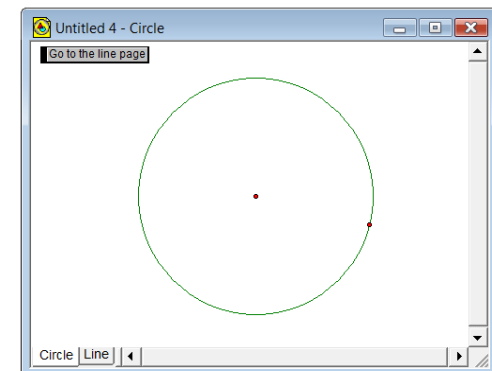 Untitled 4 - Circle
Go to the line page
Circle Line